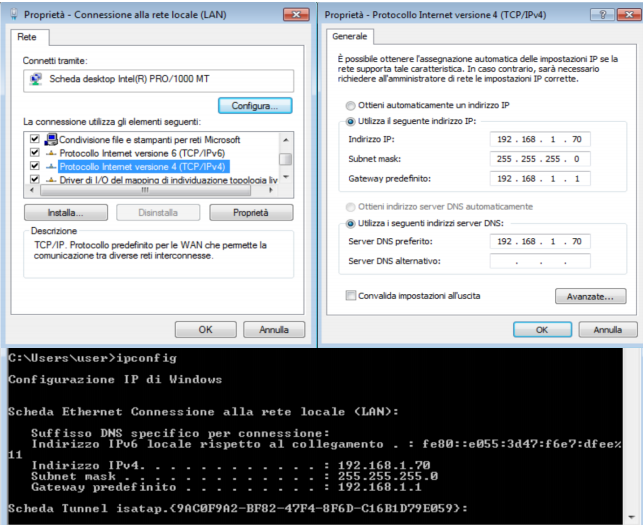 Proprietà - Connessione alla rete locale (LAN)
Rete
Connetti tramite:
Scheda desktop Intel(R) PRO/1000 MT
Configura...
La connessione utilizza gli elementi seguenti:
Condivisione file e stampanti per reti Microsoft
Protocollo Internet versione 6 (TCP/IPv6)
Protocollo Internet versione 4 (TCP/IPv4)
Driver di I/O del mapping di individuazione topologia liv
Installa...
Disinstalla
Proprietà
Descrizione
TCP/IP. Protocollo predefinito per le WAN che permette la
comunicazione tra diverse reti interconnesse.
OK
Annulla
Proprietà - Protocollo Internet versione 4 (TCP/IPv4)
Generale
È possibile ottenere l'assegnazione automatica delle impostazioni IP se la
rete supporta tale caratteristica. In caso contrario, sarà necessario
richiedere all'amministratore di rete le impostazioni IP corrette.
Ottieni automaticamente un indirizzo IP
Utilizza il seguente indirizzo IP:
Indirizzo IP: 192 . 168 . 1 . 70
Subnet mask: 255 . 255 . 255 . 0
Gateway predefinito: 192 . 168 . 1 . 1
Ottieni indirizzo server DNS automaticamente
Utilizza i seguenti indirizzi server DNS:
Server DNS preferito: 192 . 168 . 1 . 70
Server DNS alternativo: . . .
Convalida impostazioni all'uscita
Avanzate...
OK
Annulla
C:\Users\user>ipconfig
Configurazione IP di Windows
Scheda Ethernet Connessione alla rete locale (LAN):
Suffisso DNS specifico per connessione:
Indirizzo IPv6 locale rispetto al collegamento . : fe80::e055:3d47:f6e7:dfee%
11
Indirizzo IPv4. . . . . . . . . . . . : 192.168.1.70
Subnet mask . . . . . . . . . . . . . : 255.255.255.0
Gateway predefinito . . . . . . . . . : 192.168.1.1
Scheda Tunnel isatap.{9AC0F9A2-BF82-47F4-8F6D-C16B1D79E059}: